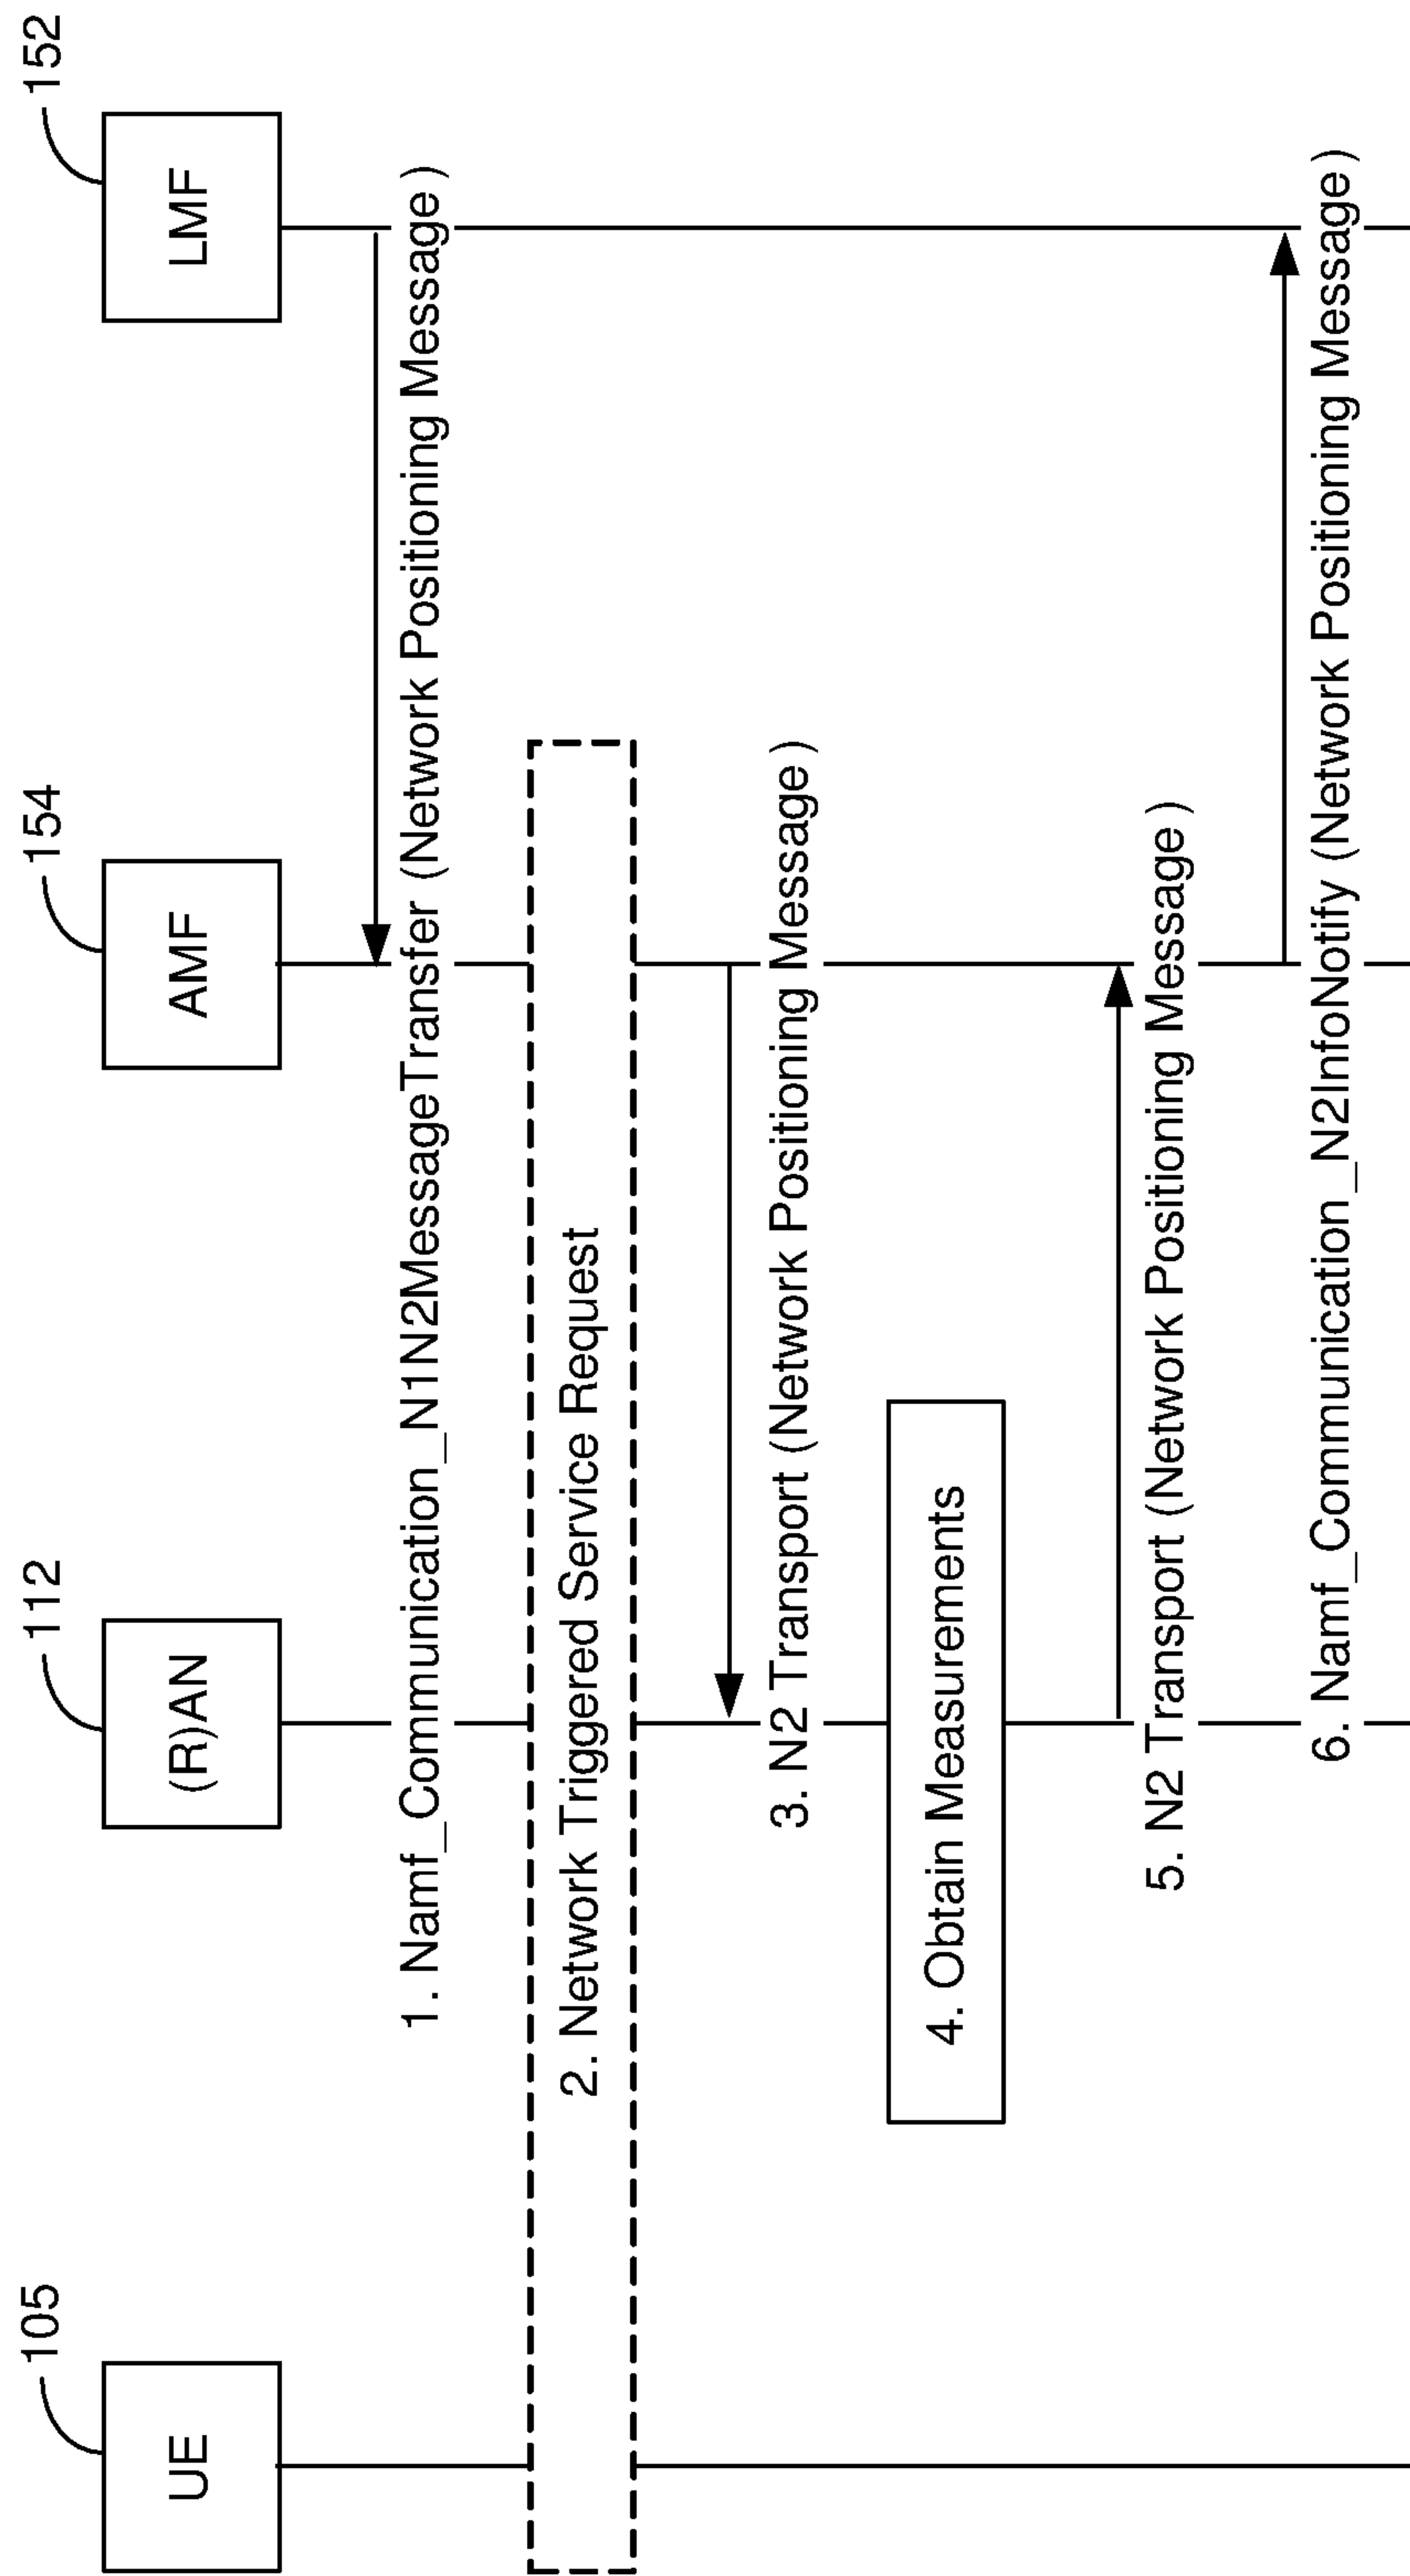 105
112
154
152
UE
(R)AN
AMF
LMF
1. Namf_Communication_N1N2MessageTransfer (Network Positioning Message)
2. Network Triggered Service Request
3. N2 Transport (Network Positioning Message)
4. Obtain Measurements
5. N2 Transport (Network Positioning Message)
6. Namf_Communication_N2InfoNotify (Network Positioning Message)